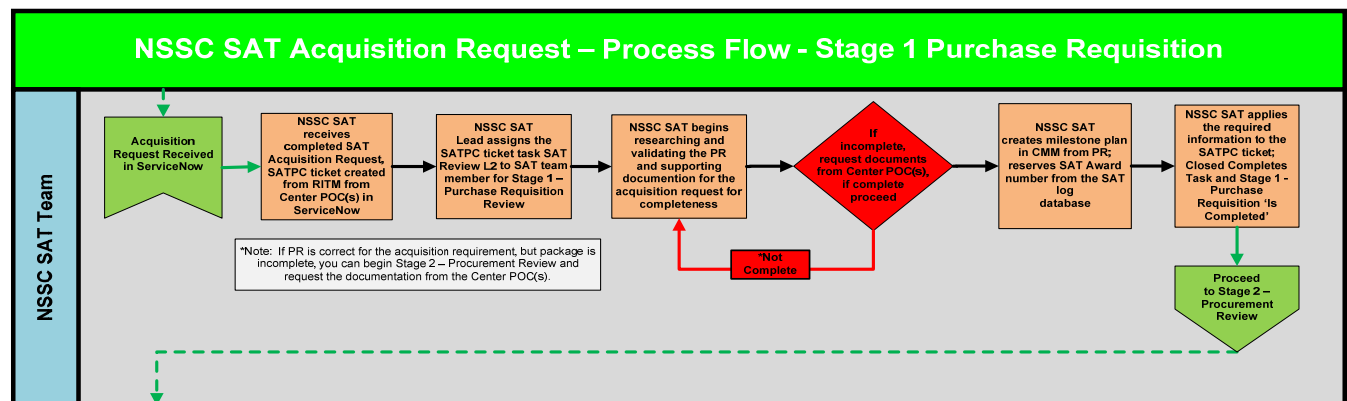 NSSC SAT Acquisition Request – Process Flow - Stage 1 Purchase Requisition
NSSC SAT Team
Acquisition
Request Received
in ServiceNow
NSSC SAT
receives
completed SAT
Acquisition Request,
SATPC ticket created
from RITM from
Center POC(s) in
ServiceNow
NSSC SAT
Lead assigns the
SATPC ticket task SAT
Review L2 to SAT team
member for Stage 1 –
Purchase Requisition
Review
NSSC SAT begins
researching and
validating the PR
and supporting
documentation for the
acquisition request for
completeness
If
incomplete,
request documents
from Center POC(s),
if complete
proceed
NSSC SAT
creates milestone plan
in CMM from PR;
reserves SAT Award
number from the SAT
log
database
NSSC SAT applies
the required
information to the
SATPC ticket;
Closed Completes
Task and Stage 1 -
Purchase
Requisition ‘Is
Completed’
*Note:  If PR is correct for the acquisition requirement, but package is
incomplete, you can begin Stage 2 – Procurement Review and
request the documentation from the Center POC(s).
*Not
Complete
Proceed
to Stage 2 –
Procurement
Review